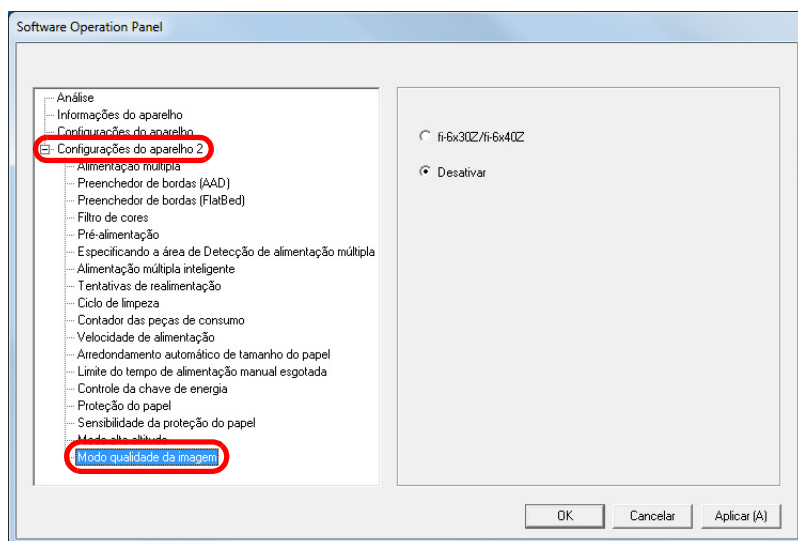 Software Operation Panel
Análise
Informações do aparelho
Configurações do aparelho
Configurações do aparelho 2
Alimentação múltipla
Preenchedor de bordas (AAD)
Preenchedor de bordas (FlatBed)
Filtro de cores
Pré-alimentação
Especificando a área de Detecção de alimentação múltipla
Alimentação múltipla inteligente
Tentativas de realimentação
Ciclo de limpeza
Contador das peças de consumo
Velocidade de alimentação
Arredondamento automático de tamanho do papel
Limite do tempo de alimentação manual esgotada
Controle da chave de energia
Proteção do papel
Sensibilidade da proteção do papel
Modo alta altitude
Modo qualidade da imagem
fi-6x30Z/fi-6x40Z
Desativar
OK
Cancelar
Aplicar (A)